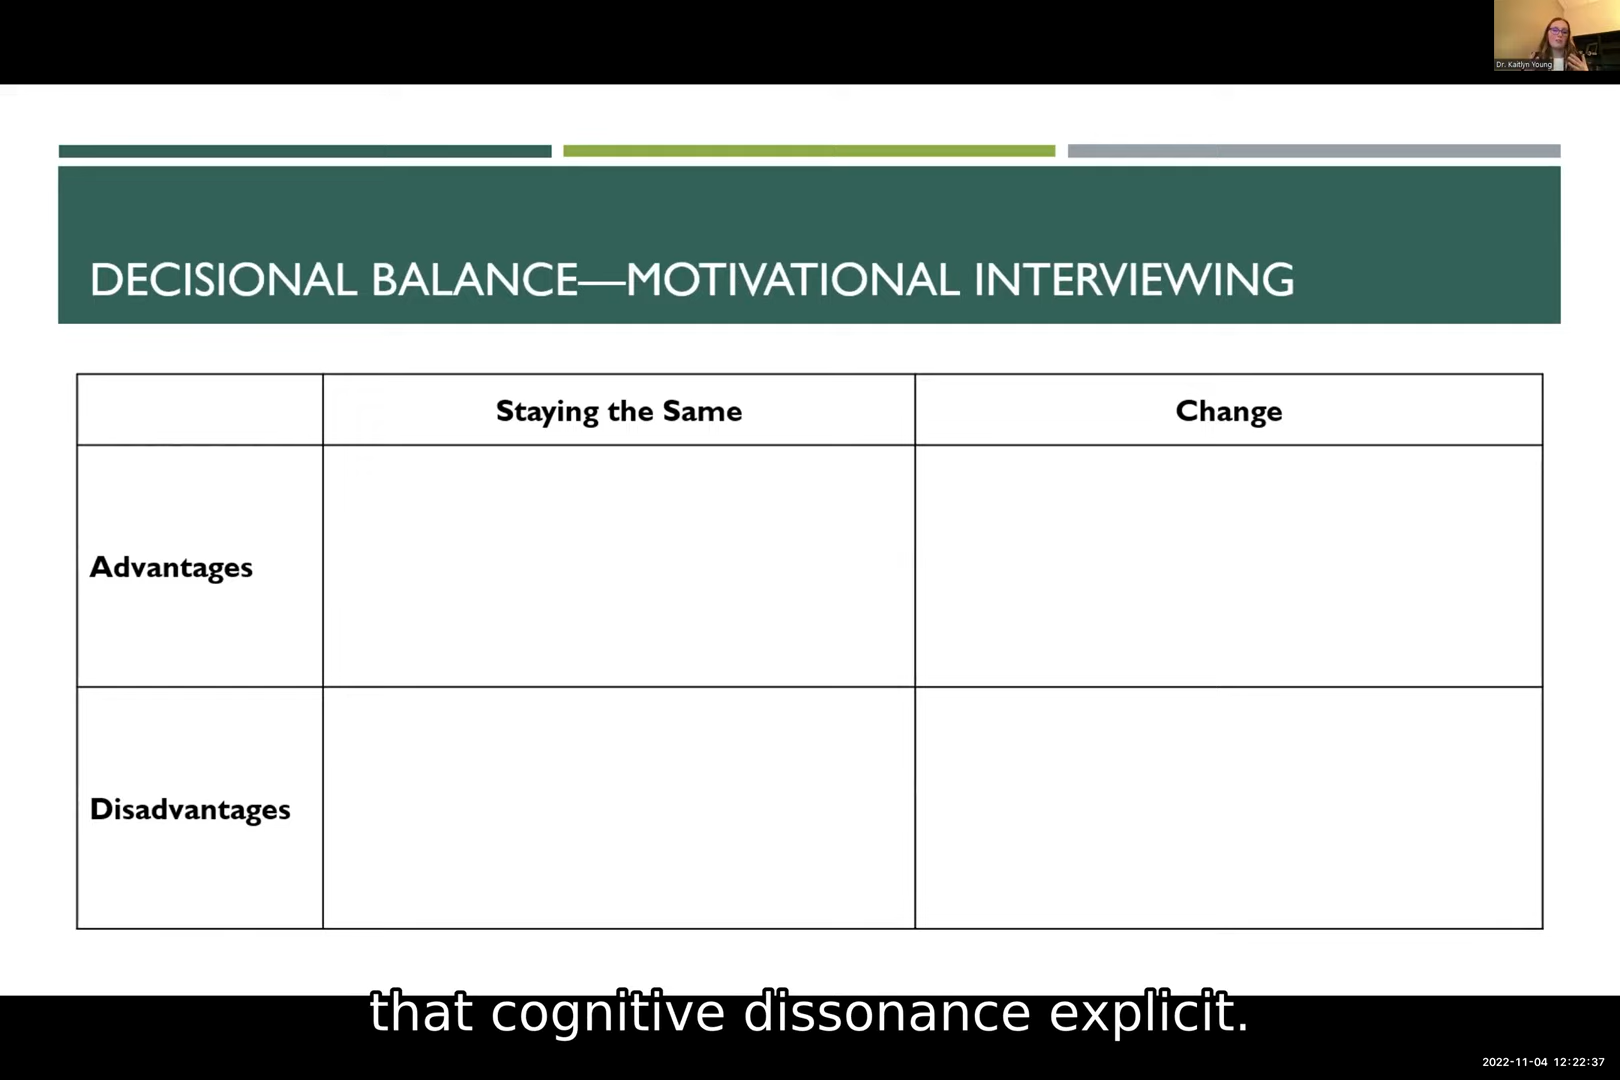 Dr. Kaitlyn Young
DECISIONAL BALANCE—MOTIVATIONAL INTERVIEWING
Staying the Same
Change
Advantages
Disadvantages
that cognitive dissonance explicit.
2022-11-04 12:22:37